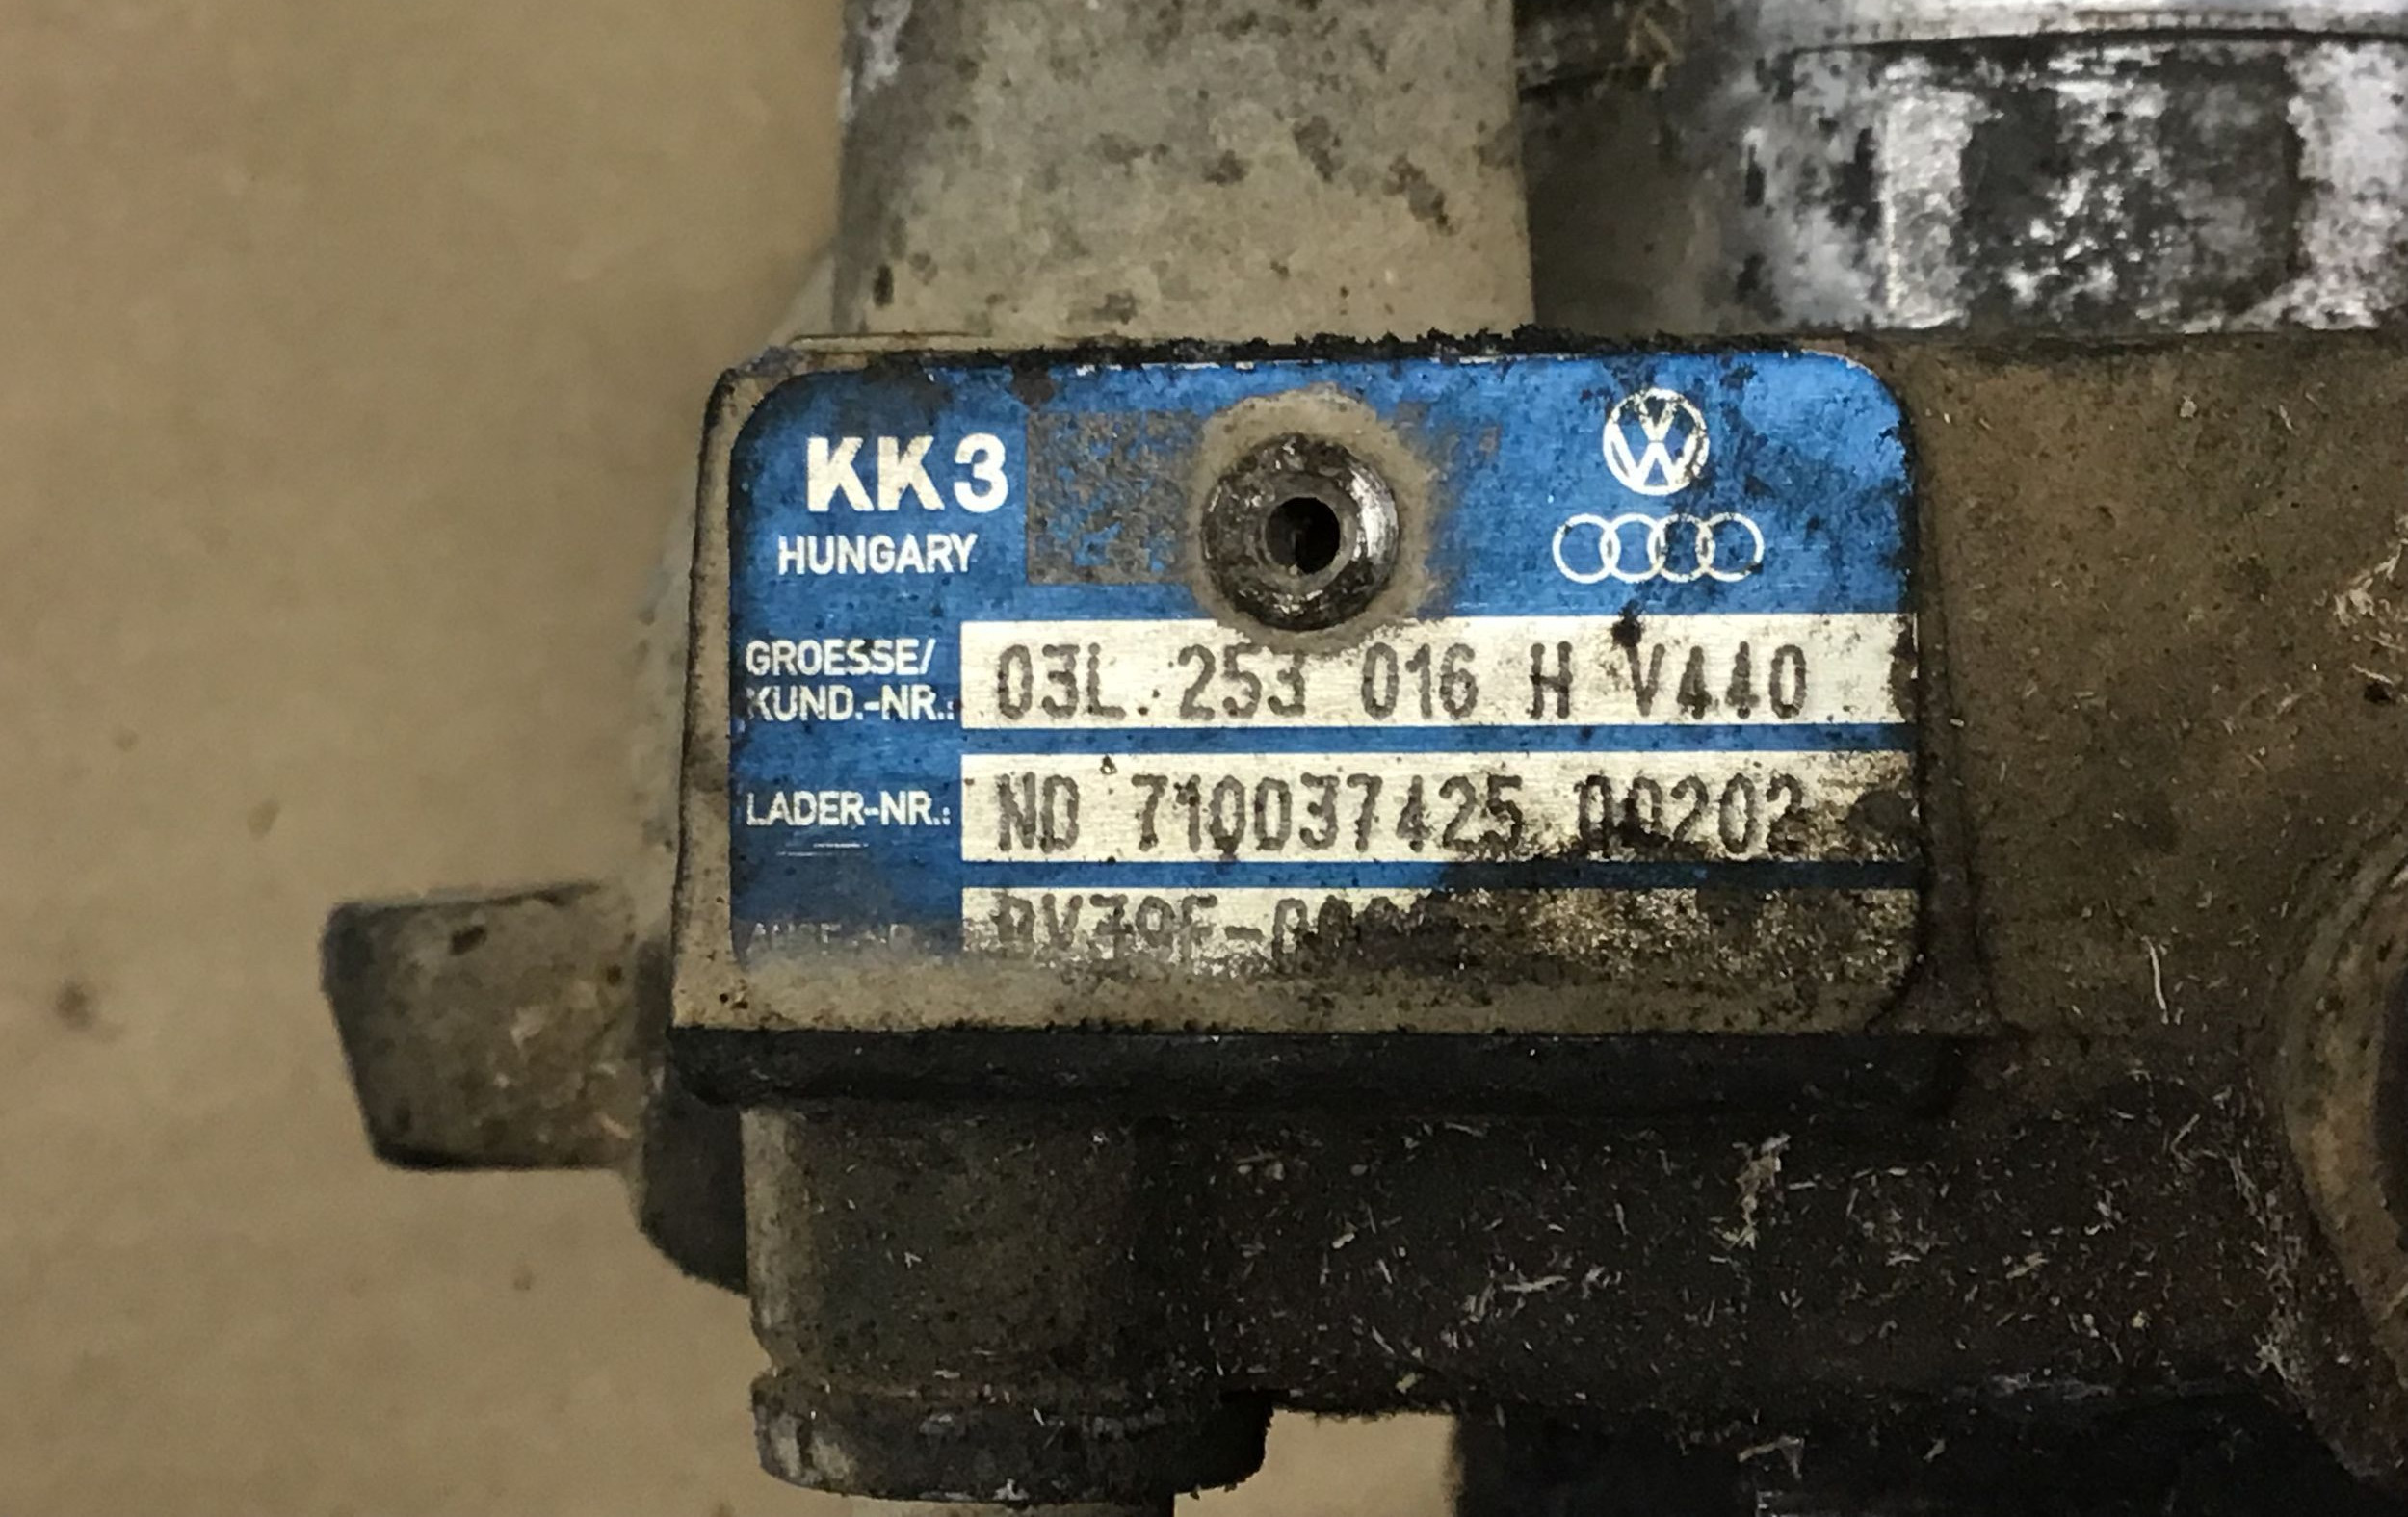 KK3
HUNGARY
GROESSE/
KUND.-NR.: 03L 253 016 H V440
LADER-NR.: ND 710037425 00202